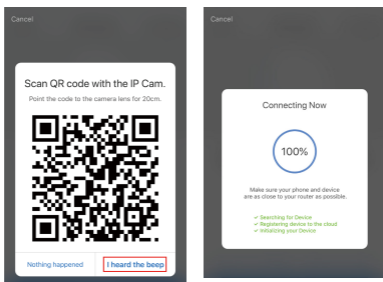 Cancel
Scan QR code with the IP Cam.
Point the code to the camera lens for 20cm.
Nothing happened
I heard the beep
Cancel
Connecting Now
100%
Make sure your phone and device
are as close to your router as possible.
✓ Searching for Device
✓ Registering device to the cloud
✓ Initializing your Device